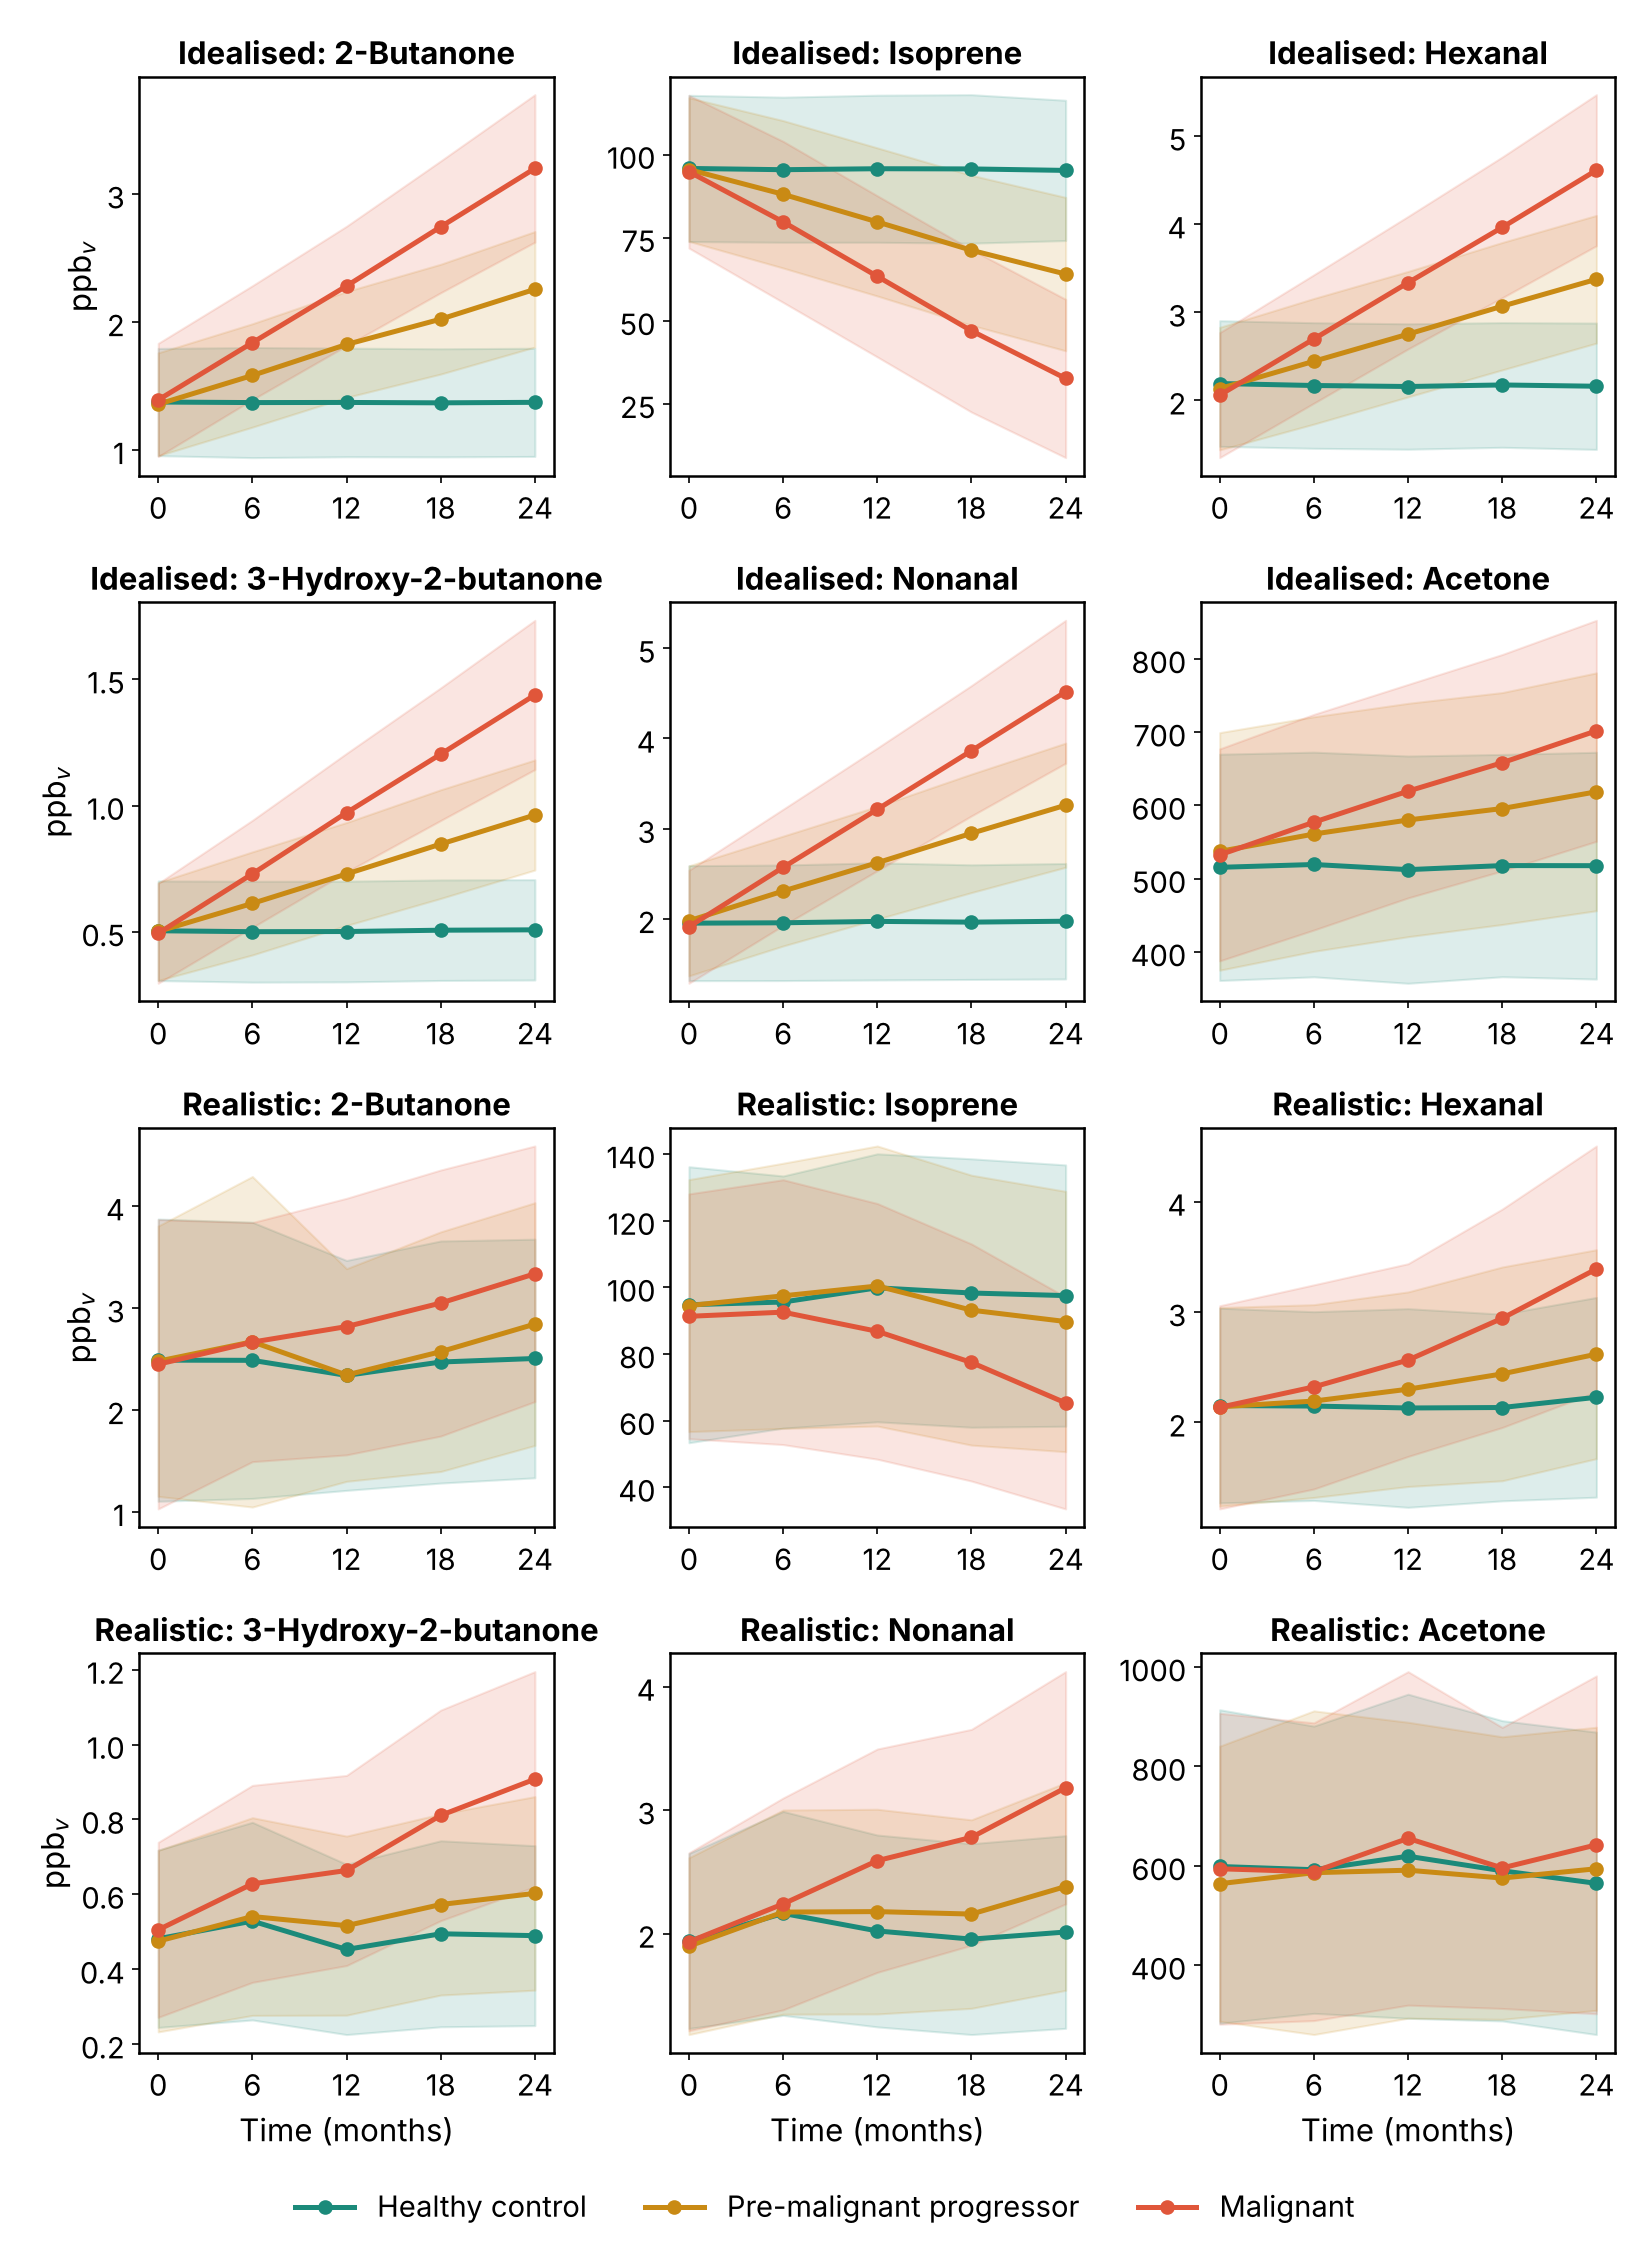 Idealised: 2-Butanone
Idealised: Isoprene
Idealised: Hexanal
ppbv
3
2
1
100
75
50
25
5
4
3
2
0 6 12 18 24
0 6 12 18 24
0 6 12 18 24
Idealised: 3-Hydroxy-2-butanone
Idealised: Nonanal
Idealised: Acetone
ppbv
1.5
1.0
0.5
5
4
3
2
800
700
600
500
400
0 6 12 18 24
0 6 12 18 24
0 6 12 18 24
Realistic: 2-Butanone
Realistic: Isoprene
Realistic: Hexanal
ppbv
4
3
2
1
140
120
100
80
60
40
4
3
2
0 6 12 18 24
0 6 12 18 24
0 6 12 18 24
Realistic: 3-Hydroxy-2-butanone
Realistic: Nonanal
Realistic: Acetone
ppbv
1.2
1.0
0.8
0.6
0.4
0.2
4
3
2
1000
800
600
400
0 6 12 18 24
0 6 12 18 24
0 6 12 18 24
Time (months)
Time (months)
Time (months)
Healthy control
Pre-malignant progressor
Malignant